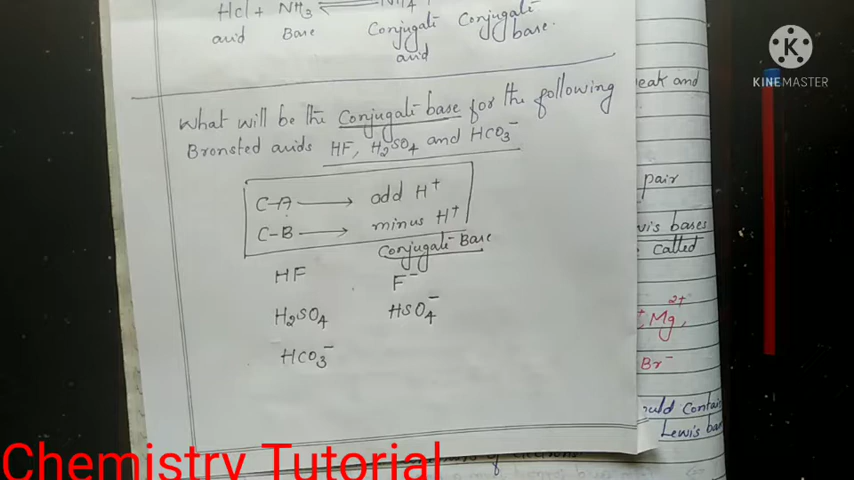 HCl + NH3 ⇌ NH4
acid Base Conjugate acid Conjugate base.
KINEMASTER
What will be the Conjugate base for the following
Bronsted acids HF, H2SO4 and HCO3⁻
C-A → add H⁺
C-B → minus H⁺
Conjugate Base
HF F⁻
H2SO4 HSO4⁻
HCO3⁻
eak and
pair
wis bases
called
Mg²⁺,
Br⁻
ould contain
Lewis bas
Chemistry Tutorial